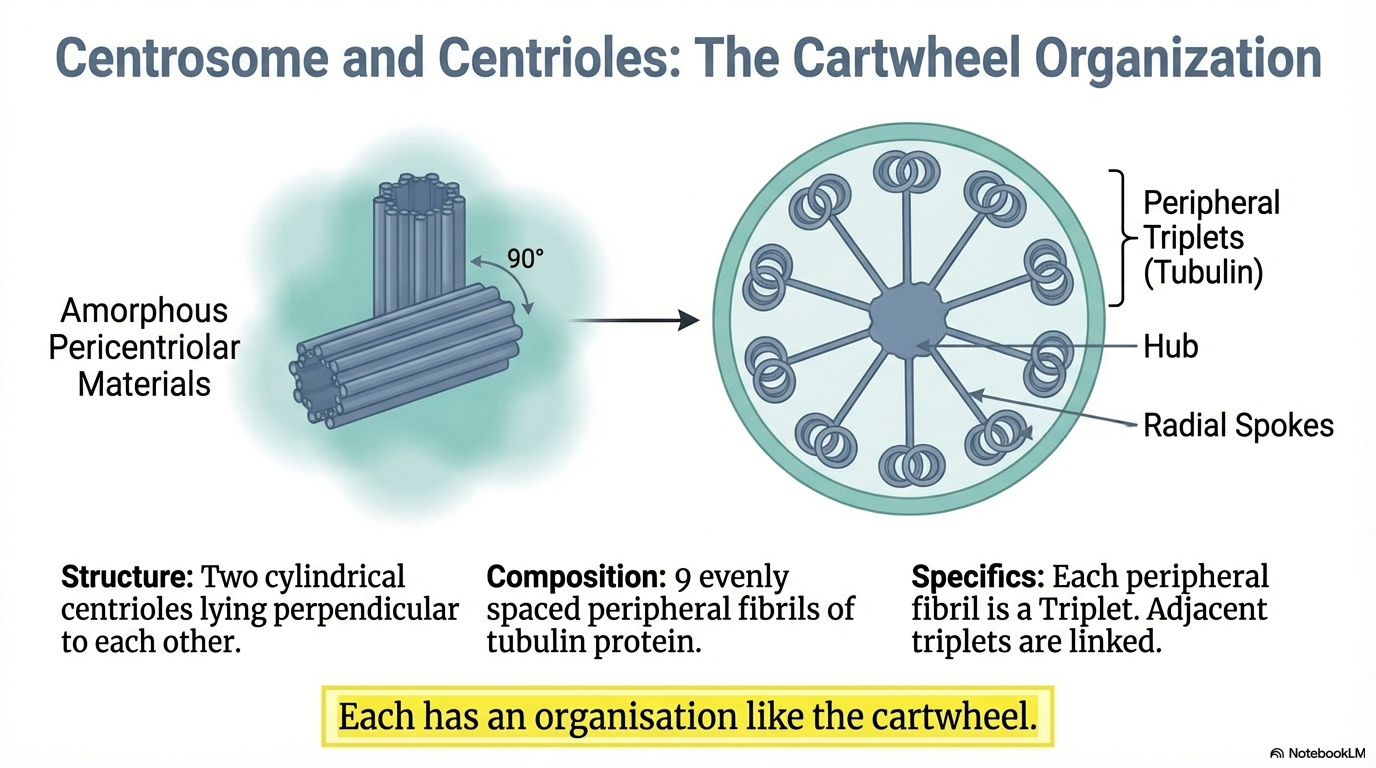 Centrosome and Centrioles: The Cartwheel Organization
Amorphous
Pericentriolar
Materials
90°
Peripheral
Triplets
(Tubulin)
Hub
Radial Spokes
Structure: Two cylindrical
centrioles lying perpendicular
to each other.
Composition: 9 evenly
spaced peripheral fibrils of
tubulin protein.
Specifics: Each peripheral
fibril is a Triplet. Adjacent
triplets are linked.
Each has an organisation like the cartwheel.
NotebookLM